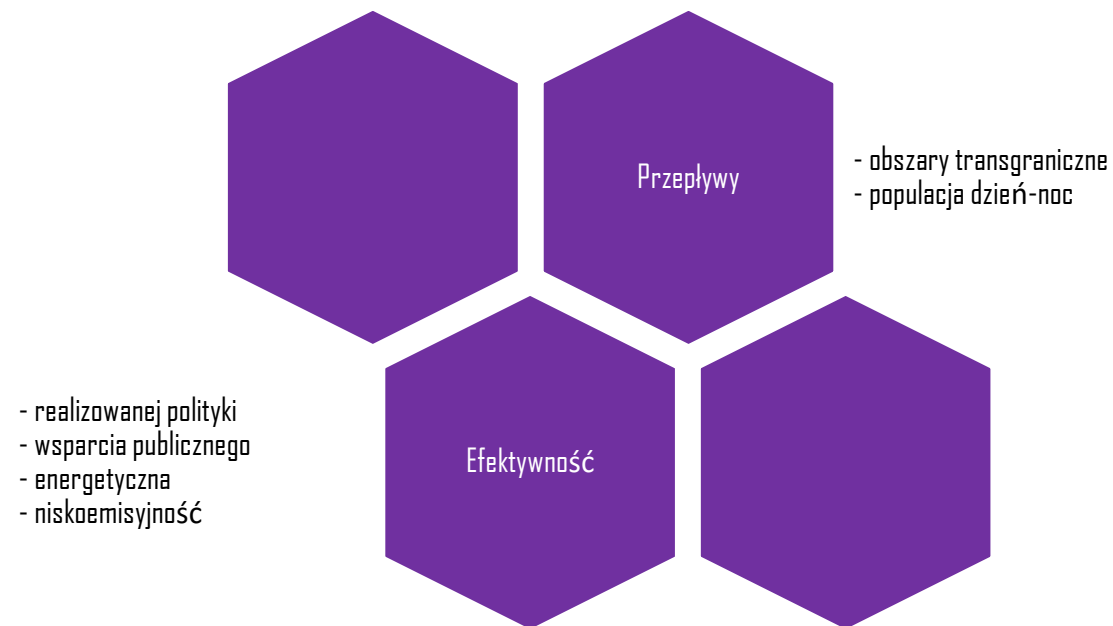 Przepływy
- obszary transgraniczne
- populacja dzień-noc
- realizowanej polityki
- wsparcia publicznego
- energetyczna
- niskoemisyjność
Efektywność